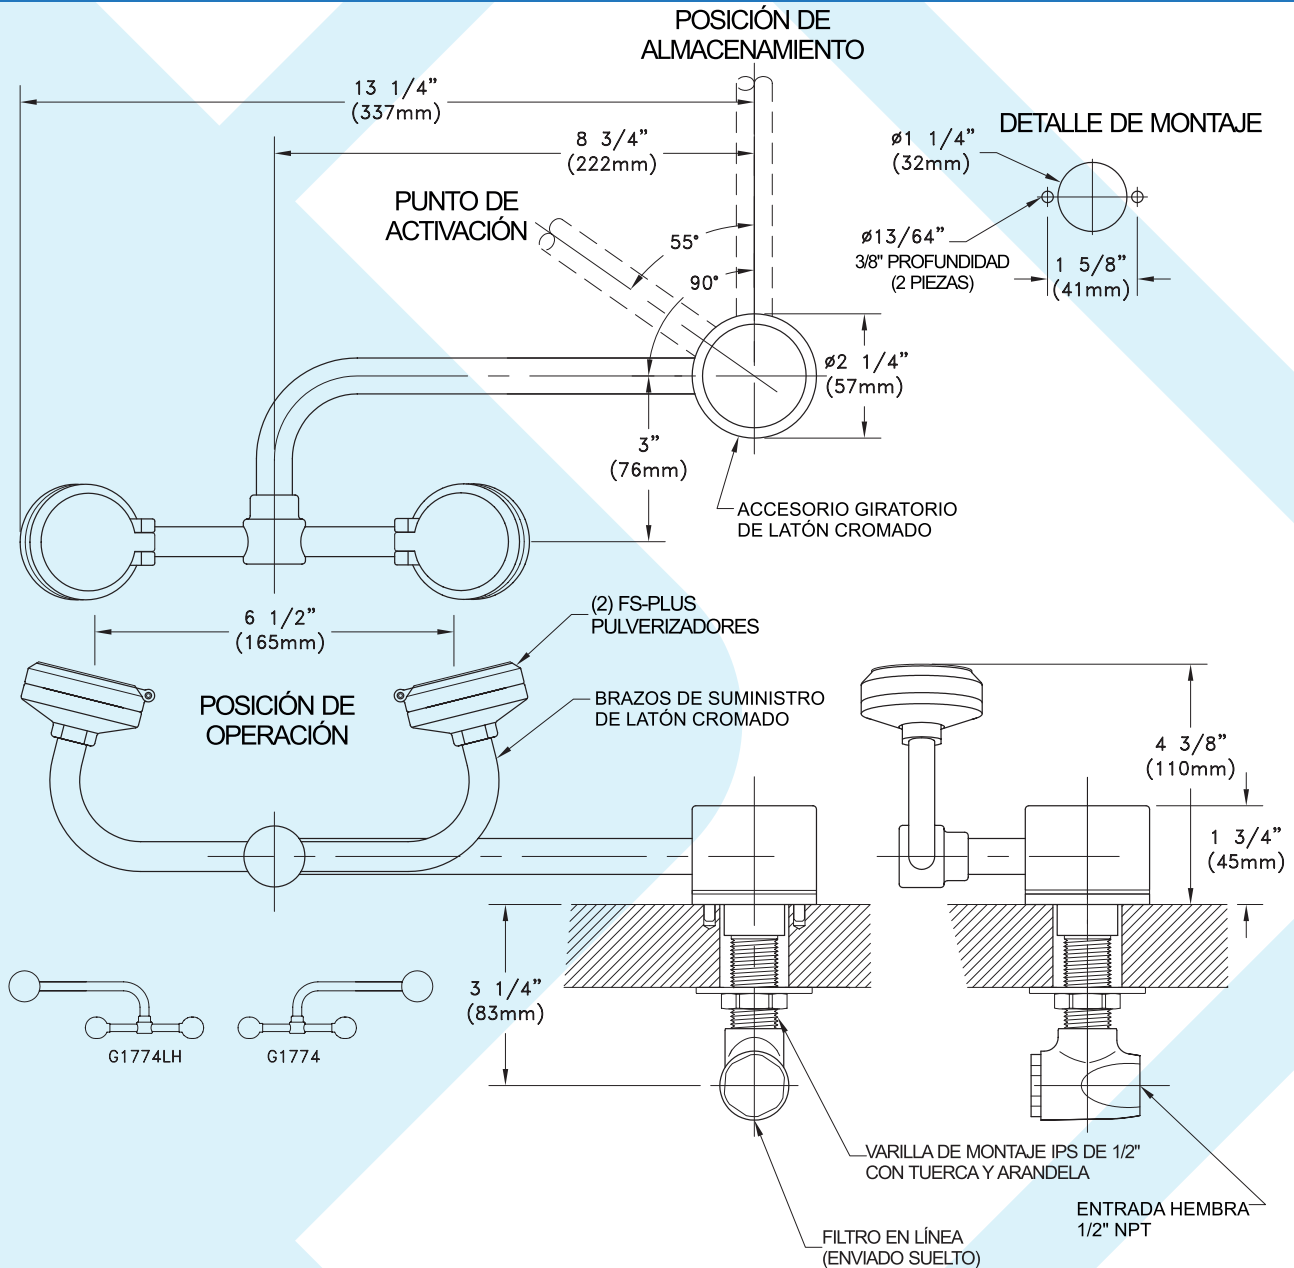 POSICIÓN DE
ALMACENAMIENTO
13 1/4”
(337mm)
8 3/4”
(222mm)
DETALLE DE MONTAJE
ø1 1/4”
(32mm)
PUNTO DE
ACTIVACIÓN
55°
90°
ø13/64”
3/8" PROFUNDIDAD
(2 PIEZAS)
1 5/8”
(41mm)
ø2 1/4”
(57mm)
3”
(76mm)
ACCESORIO GIRATORIO
DE LATÓN CROMADO
6 1/2”
(165mm)
(2) FS-PLUS
PULVERIZADORES
POSICIÓN DE
OPERACIÓN
BRAZOS DE SUMINISTRO
DE LATÓN CROMADO
4 3/8”
(110mm)
1 3/4”
(45mm)
3 1/4”
(83mm)
G1774LH
G1774
VARILLA DE MONTAJE IPS DE 1/2"
CON TUERCA Y ARANDELA
ENTRADA HEMBRA
1/2" NPT
FILTRO EN LÍNEA
(ENVIADO SUELTO)